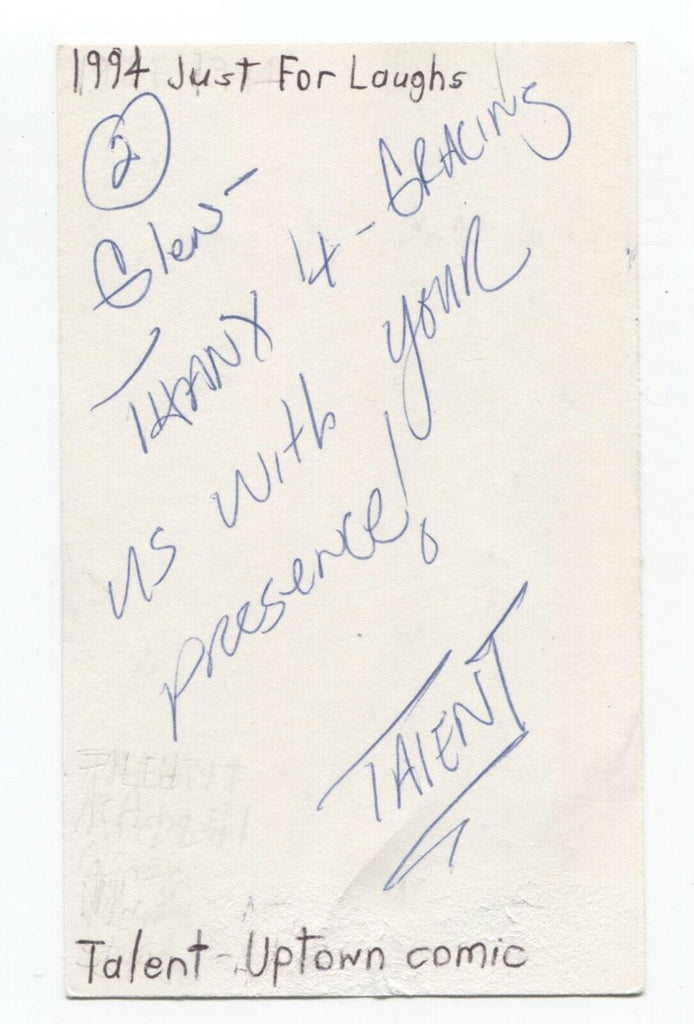 1994 Just For Laughs
2
Glen-
THANX 4 - GRACING
us with your
presence!
TALENT
Talent - Uptown comic